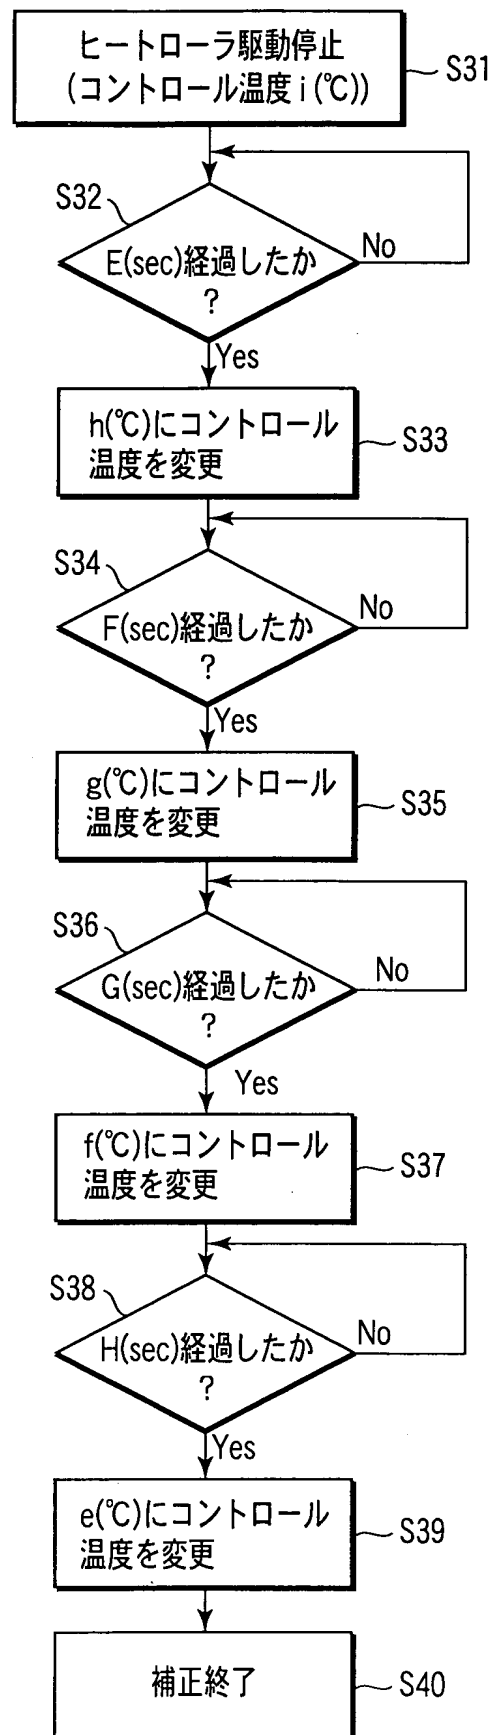 ヒートローラ駆動停止
(コントロール温度i(℃))
S31
S32
E(sec)経過したか
?
No
Yes
h(℃)にコントロール
温度を変更
S33
S34
F(sec)経過したか
?
No
Yes
g(℃)にコントロール
温度を変更
S35
S36
G(sec)経過したか
?
No
Yes
f(℃)にコントロール
温度を変更
S37
S38
H(sec)経過したか
?
No
Yes
e(℃)にコントロール
温度を変更
S39
補正終了
S40